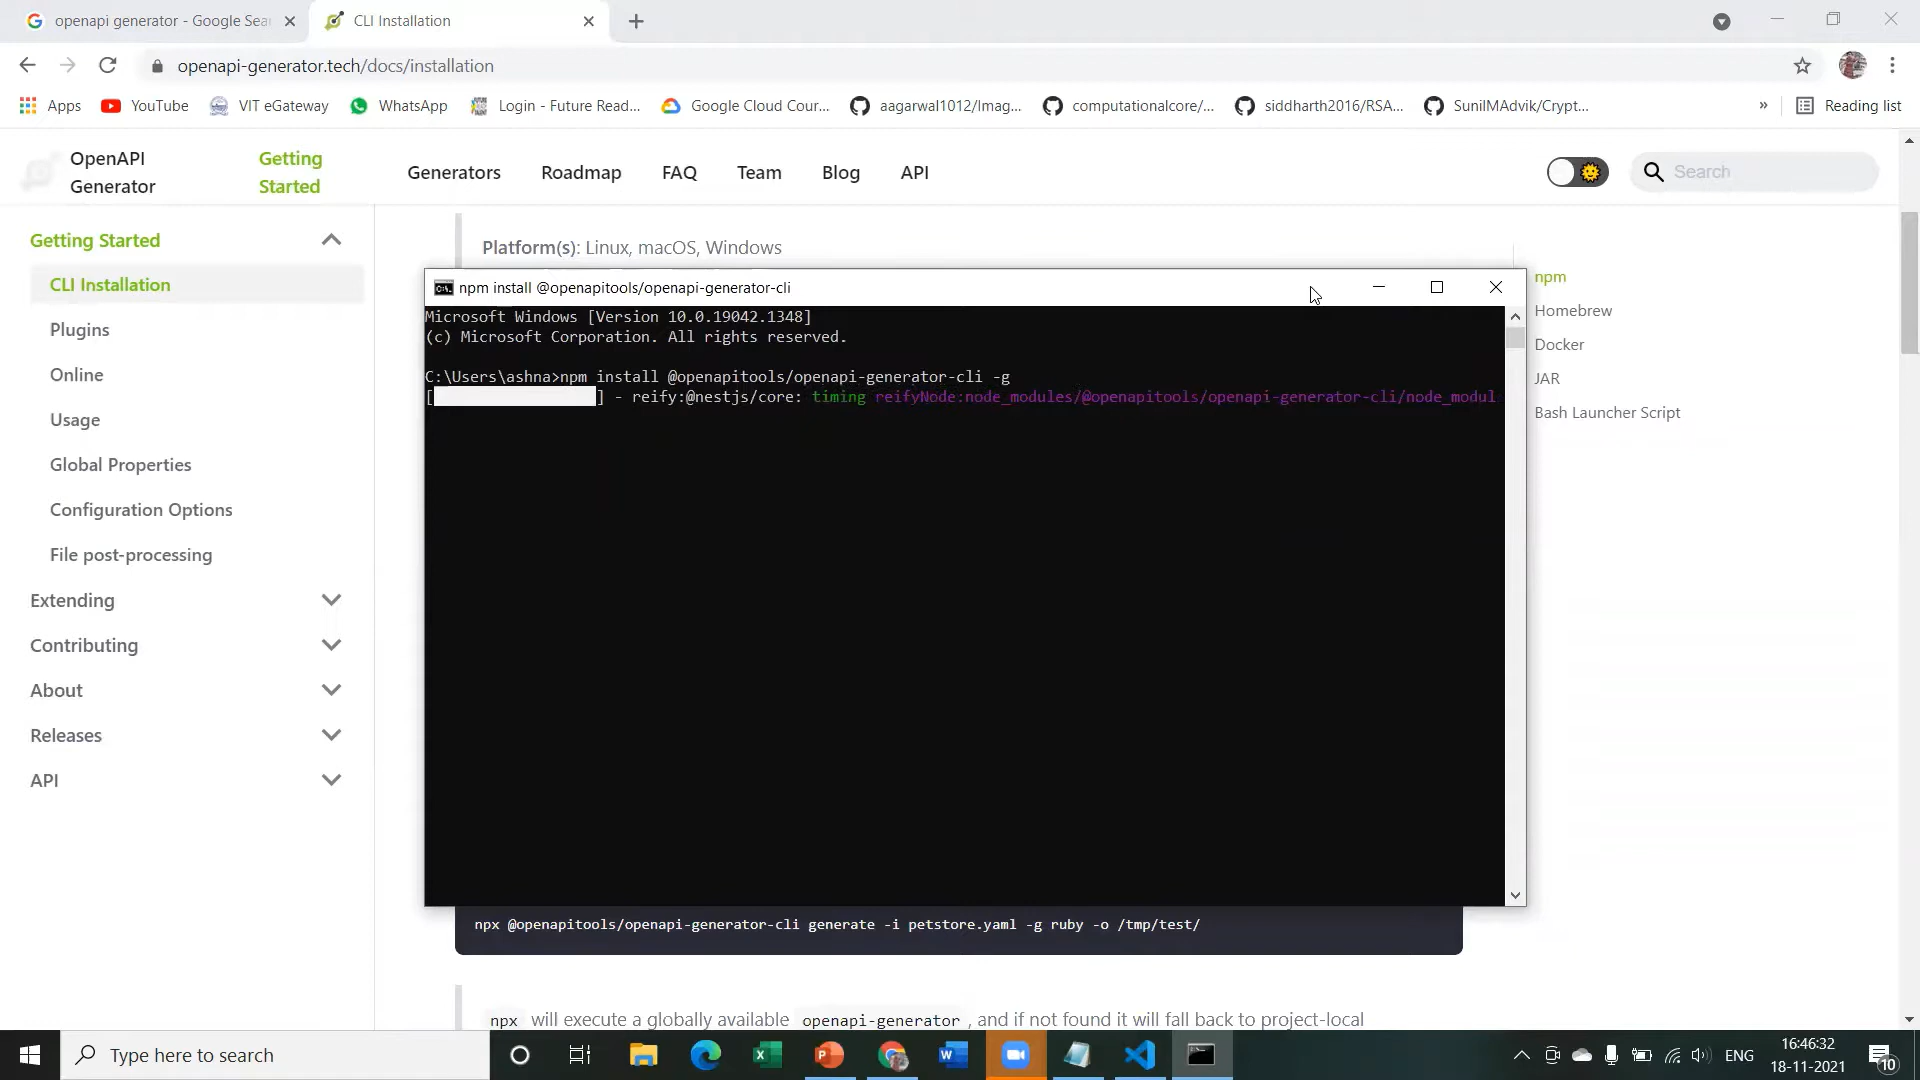 openapi generator - Google Sea
CLI Installation
openapi-generator.tech/docs/installation
Apps
YouTube
VIT eGateway
WhatsApp
Login - Future Read...
Google Cloud Cour...
aagarwal1012/Imag...
computationalcore/...
siddharth2016/RSA...
SunilMAdvik/Crypt...
»
Reading list
OpenAPI
Generator
Getting
Started
Generators
Roadmap
FAQ
Team
Blog
API
Search
Getting Started
CLI Installation
Plugins
Online
Usage
Global Properties
Configuration Options
File post-processing
Extending
Contributing
About
Releases
API
Platform(s): Linux, macOS, Windows
npm install @openapitools/openapi-generator-cli
Microsoft Windows [Version 10.0.19042.1348]
(c) Microsoft Corporation. All rights reserved.
C:\Users\ashna>npm install @openapitools/openapi-generator-cli -g
[ ] - reify:@nestjs/core: timing reifyNode:node_modules/@openapitools/openapi-generator-cli/node_modul
npx @openapitools/openapi-generator-cli generate -i petstore.yaml -g ruby -o /tmp/test/
npx will execute a globally available openapi-generator , and if not found it will fall back to project-local
npm
Homebrew
Docker
JAR
Bash Launcher Script
Type here to search
ENG
16:46:32
18-11-2021
10